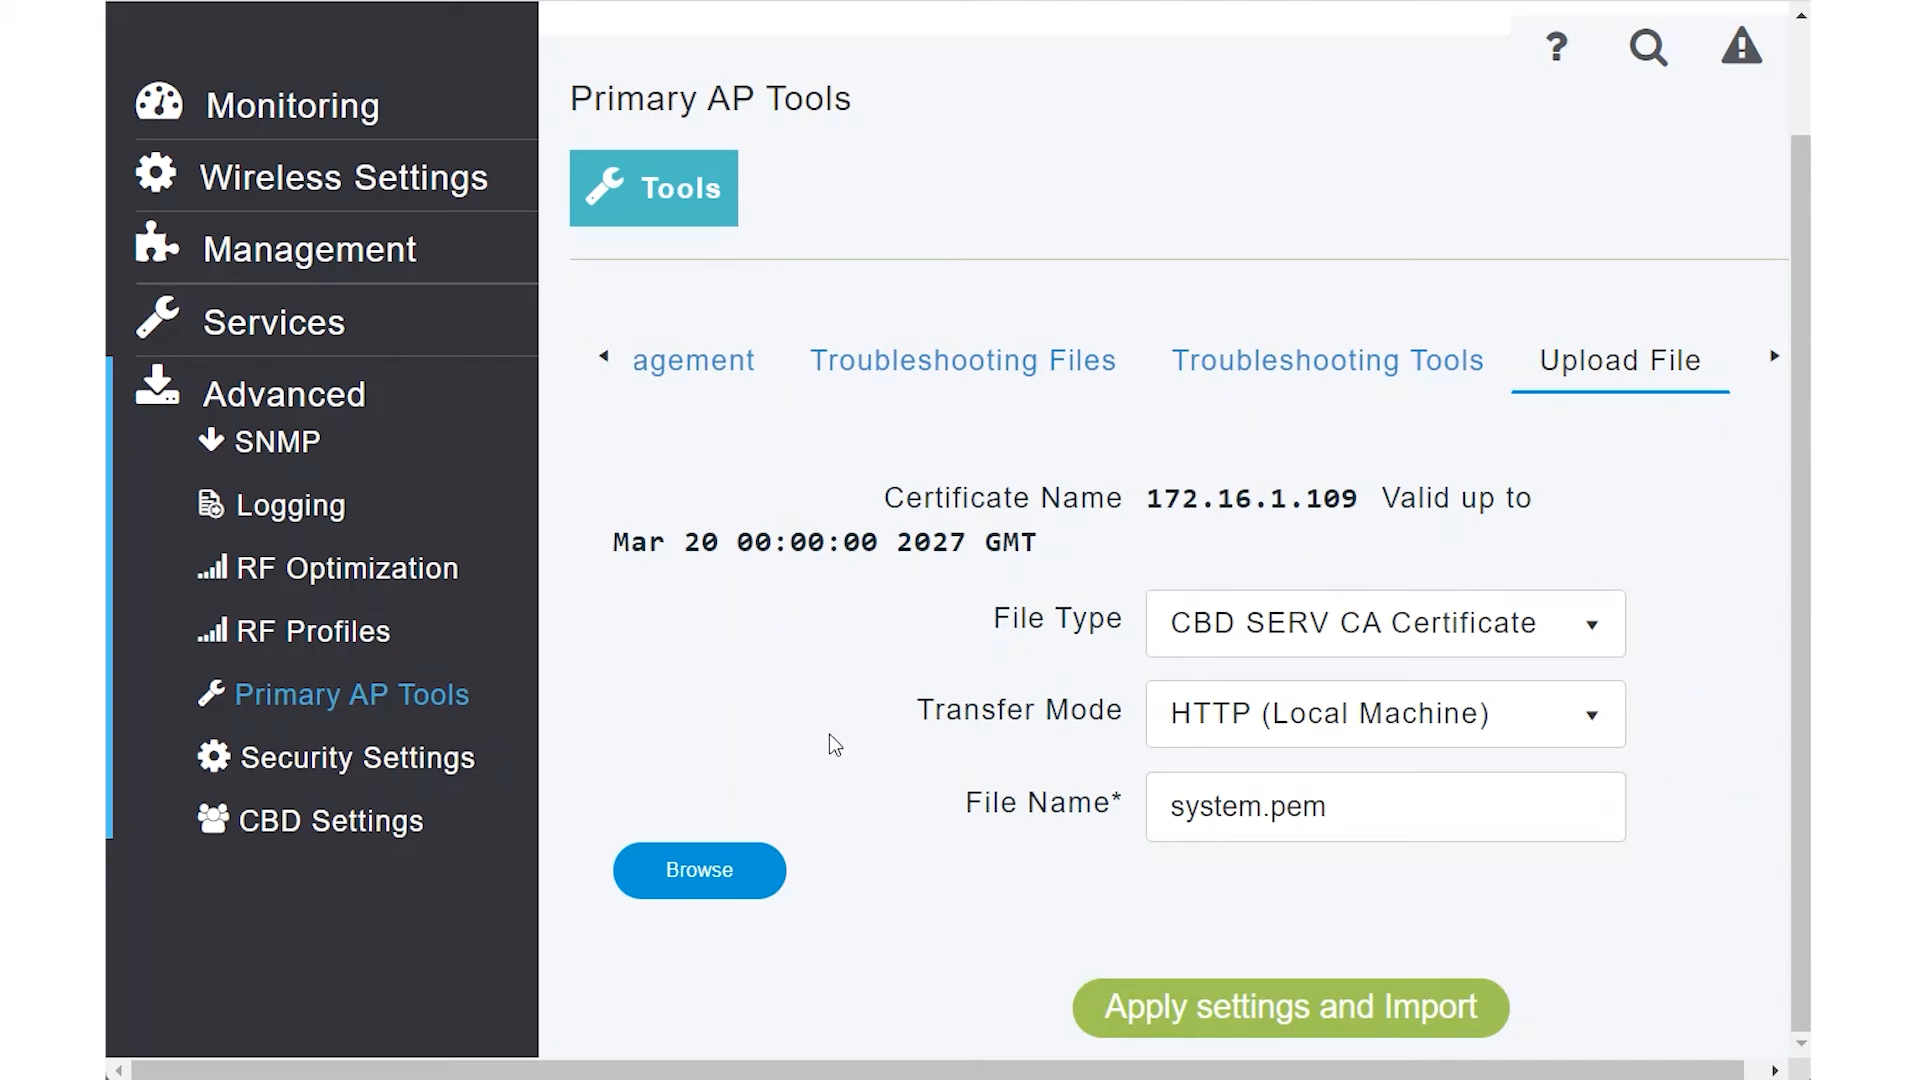 Monitoring
Wireless Settings
Management
Services
Advanced
SNMP
Logging
RF Optimization
RF Profiles
Primary AP Tools
Security Settings
CBD Settings
?
Primary AP Tools
Tools
agement
Troubleshooting Files
Troubleshooting Tools
Upload File
Certificate Name 172.16.1.109 Valid up to
Mar 20 00:00:00 2027 GMT
File Type CBD SERV CA Certificate
Transfer Mode HTTP (Local Machine)
File Name* system.pem
Browse
Apply settings and Import